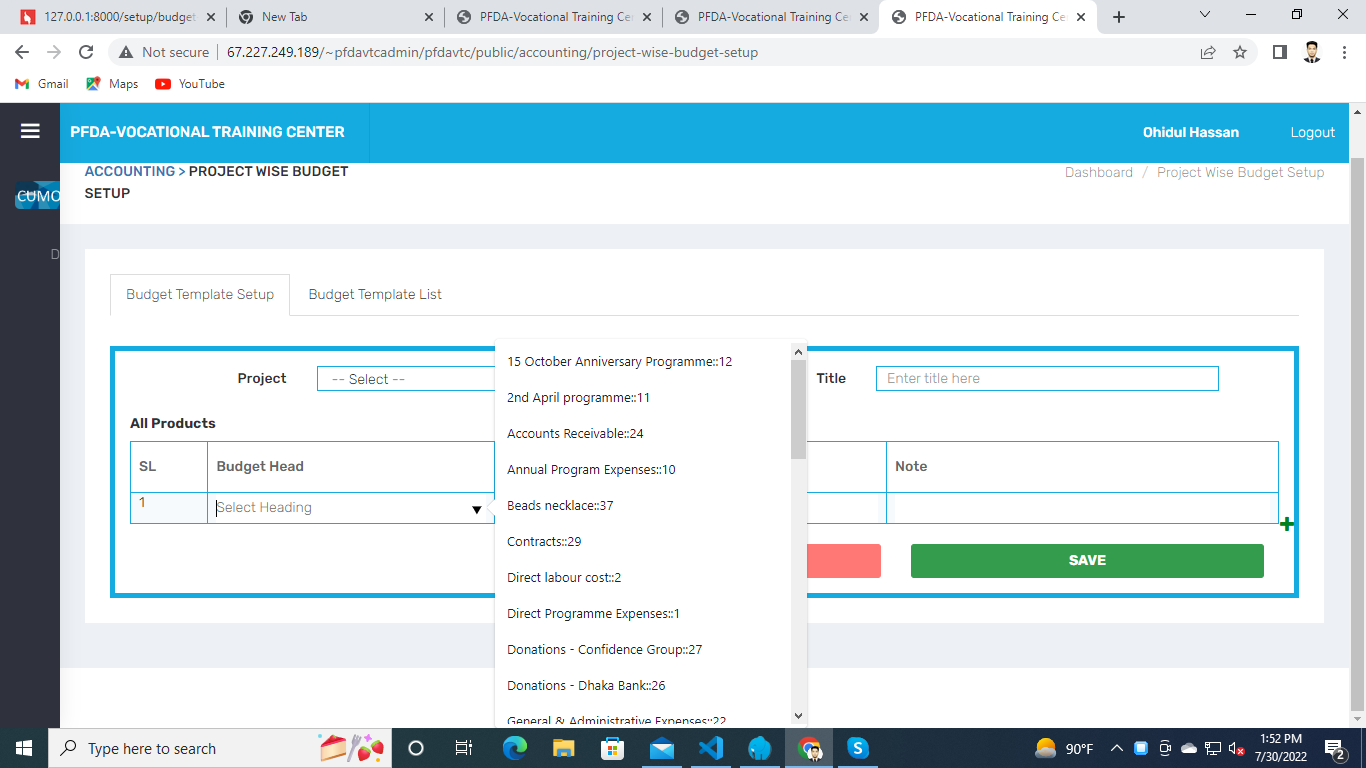 127.0.0.1:8000/setup/budget
New Tab
PFDA-Vocational Training Ce
PFDA-Vocational Training Ce
PFDA-Vocational Training Ce
Not secure
67.227.249.189/~pfdavtcadmin/pfdavtc/public/accounting/project-wise-budget-setup
Gmail
Maps
YouTube
PFDA-VOCATIONAL TRAINING CENTER
Ohidul Hassan
Logout
ACCOUNTING > PROJECT WISE BUDGET
SETUP
Dashboard / Project Wise Budget Setup
CUMO
D
Budget Template Setup
Budget Template List
Project
-- Select --
Title
Enter title here
All Products
SL
Budget Head
Note
1
Select Heading
15 October Anniversary Programme::12
2nd April programme::11
Accounts Receivable::24
Annual Program Expenses::10
Beads necklace::37
Contracts::29
Direct labour cost::2
Direct Programme Expenses::1
Donations - Confidence Group::27
Donations - Dhaka Bank::26
General & Administrative Expenses::22
SAVE
Type here to search
90°F
1:52 PM
7/30/2022
2